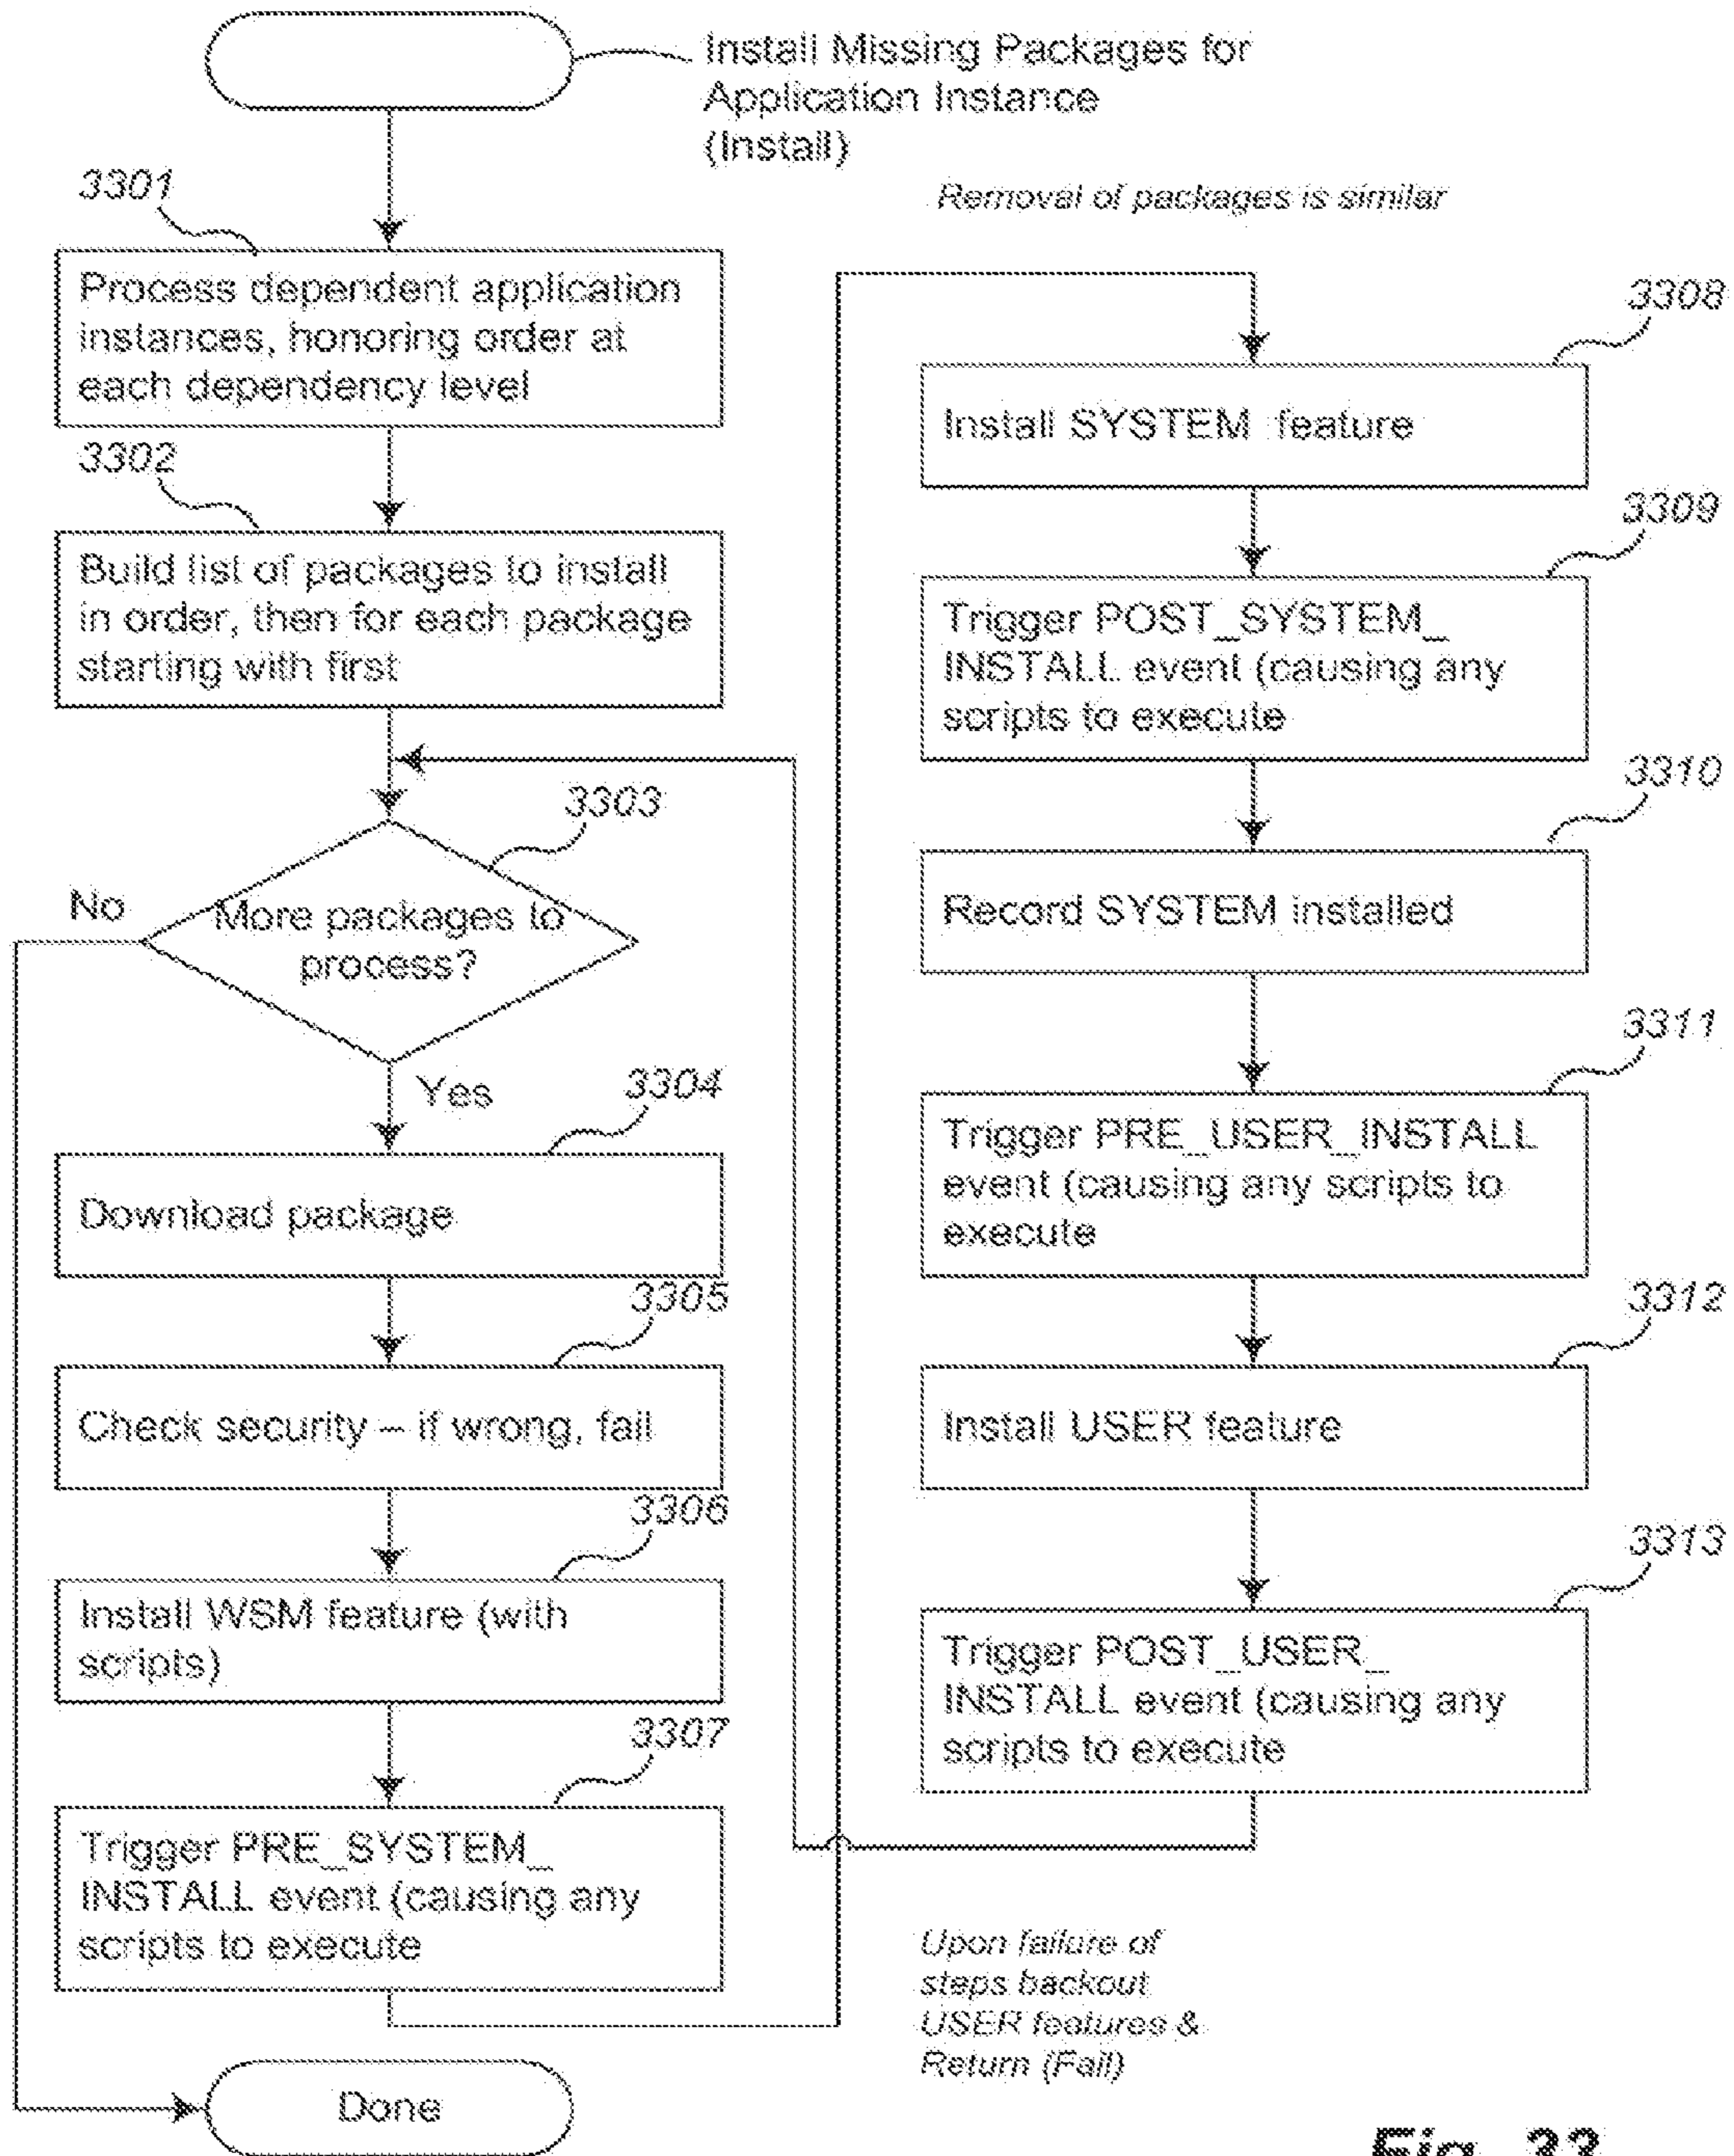 Install Missing Packages for
Application Instance
(Install)
Removal of packages is similar
3301
Process dependent application
instances, honoring order at
each dependency level
3302
Build list of packages to install
in order, then for each package
starting with first
3303
No
More packages to
process?
Yes
3304
Download package
3305
Check security – if wrong, fail
3306
Install WSM feature (with
scripts)
3307
Trigger PRE_SYSTEM_
INSTALL event (causing any
scripts to execute
3308
Install SYSTEM feature
3309
Trigger POST_SYSTEM_
INSTALL event (causing any
scripts to execute
3310
Record SYSTEM installed
3311
Trigger PRE_USER_INSTALL
event (causing any scripts to
execute
3312
Install USER feature
3313
Trigger POST_USER_
INSTALL event (causing any
scripts to execute
Upon failure of
steps backout
USER features &
Return (Fail)
Done
Fig. 33